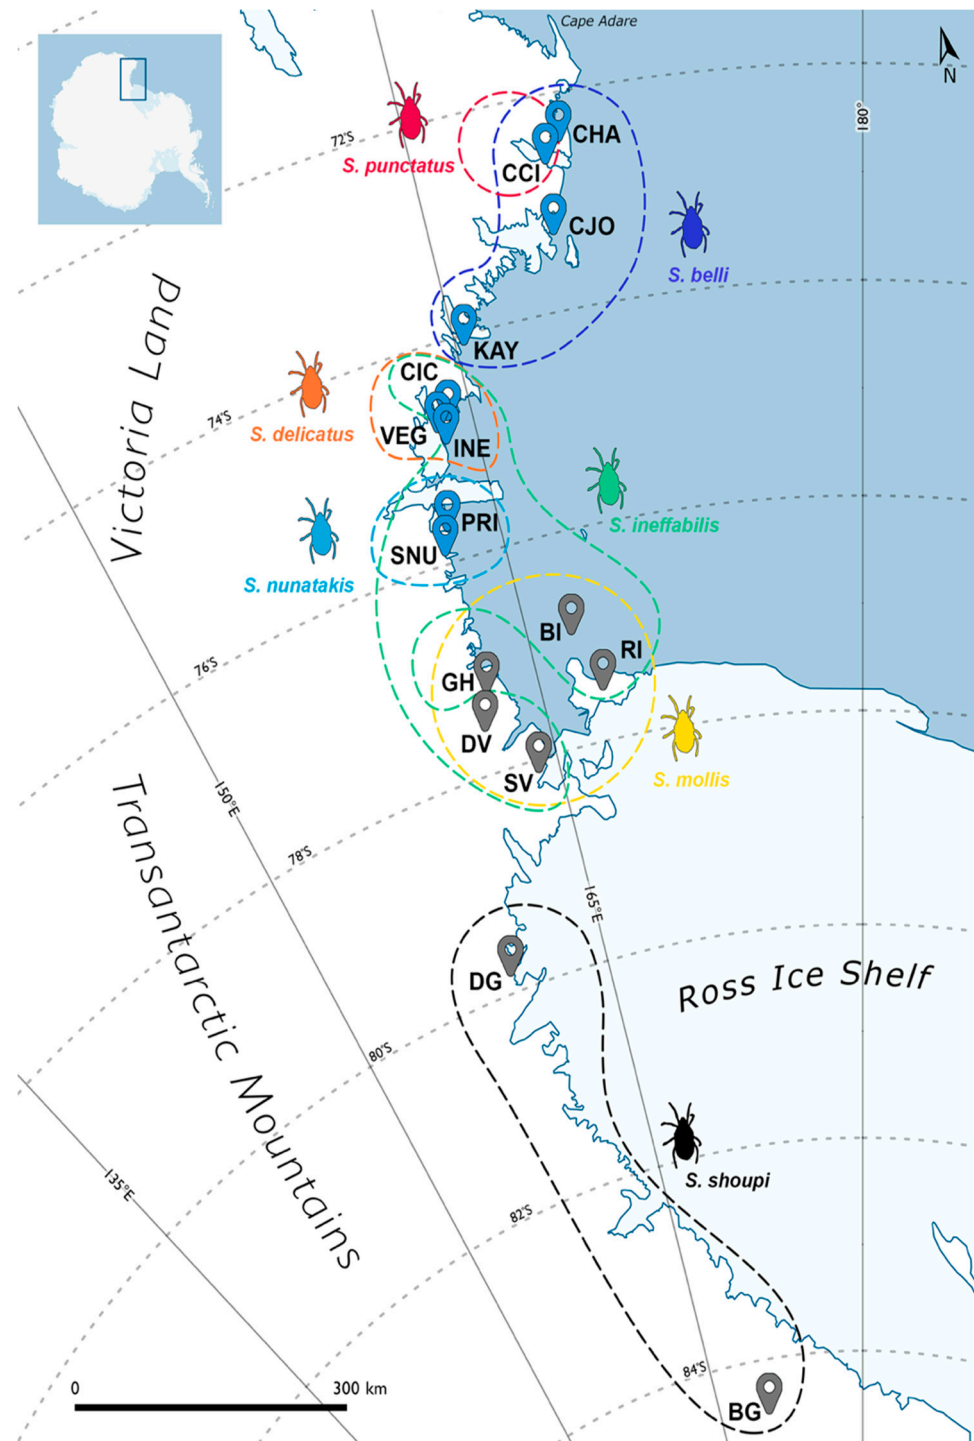 Cape Adare
N
180°
72°S
S. punctatus
CHA
CCI
CJO
S. belli
KAY
Victoria Land
CIC
74°S
S. delicatus
VEG
INE
S. ineffabilis
PRI
SNU
S. nunatakis
BI
RI
76°S
GH
DV
SV
S. mollis
150°E
Transantarctic Mountains
78°S
165°E
DG
Ross Ice Shelf
80°S
135°E
S. shoupi
82°S
84°S
BG
0 300 km